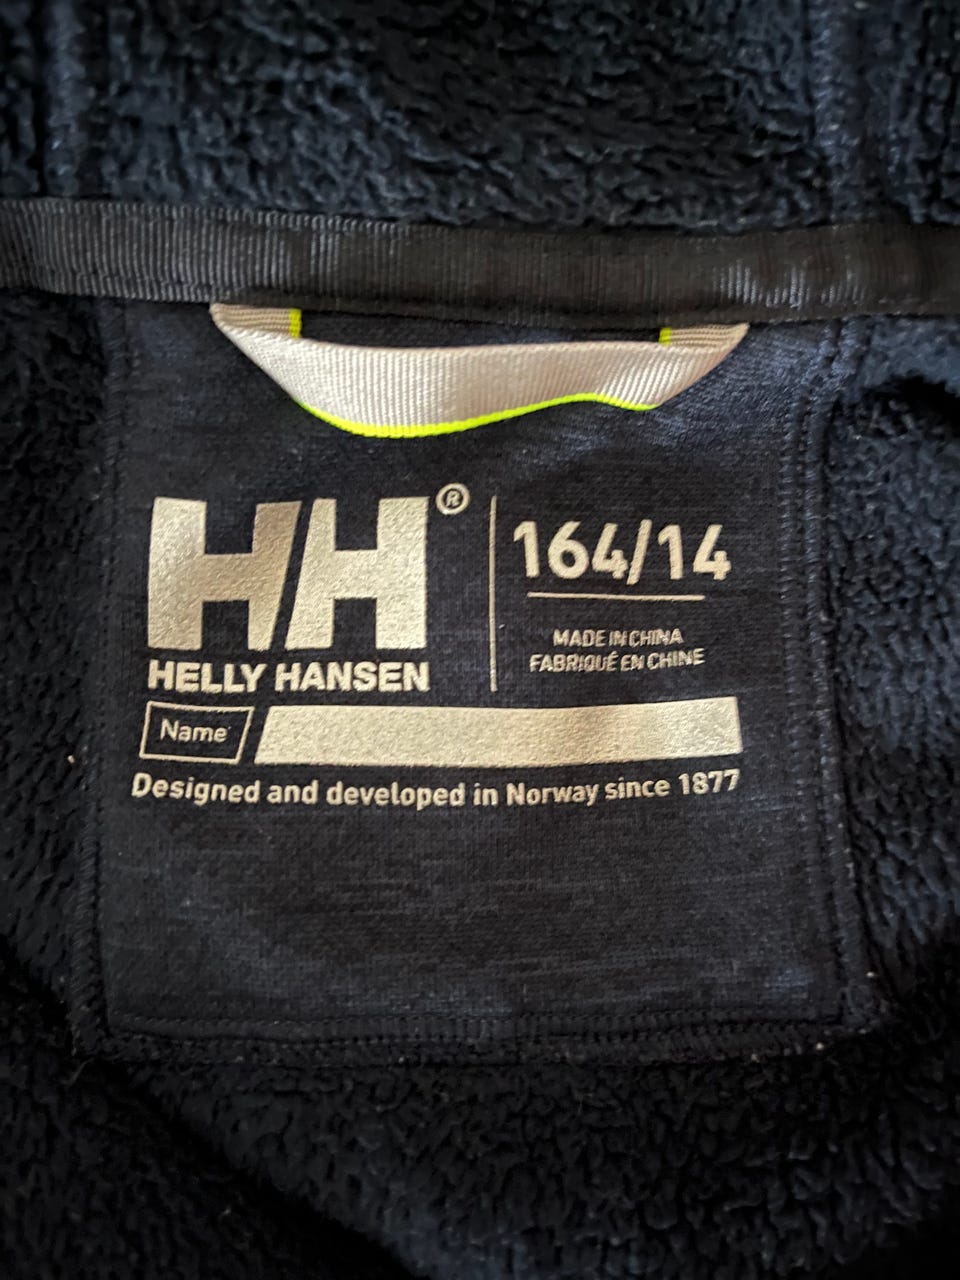 HH®
HELLY HANSEN
164/14
MADE IN CHINA
FABRIQUÉ EN CHINE
Name
Designed and developed in Norway since 1877